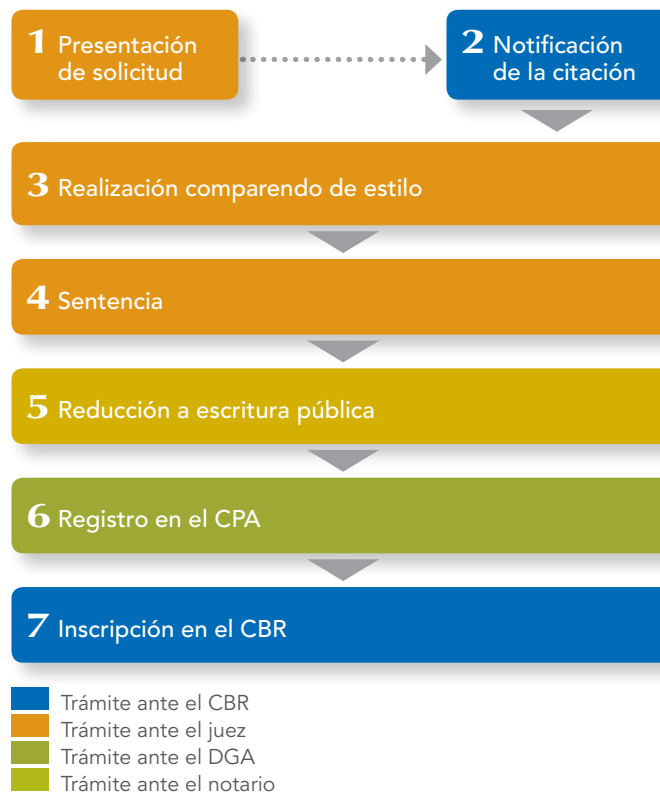 1 Presentación
de solicitud
2 Notificación
de la citación
3 Realización comparendo de estilo
4 Sentencia
5 Reducción a escritura pública
6 Registro en el CPA
7 Inscripción en el CBR
Trámite ante el CBR
Trámite ante el juez
Trámite ante el DGA
Trámite ante el notario